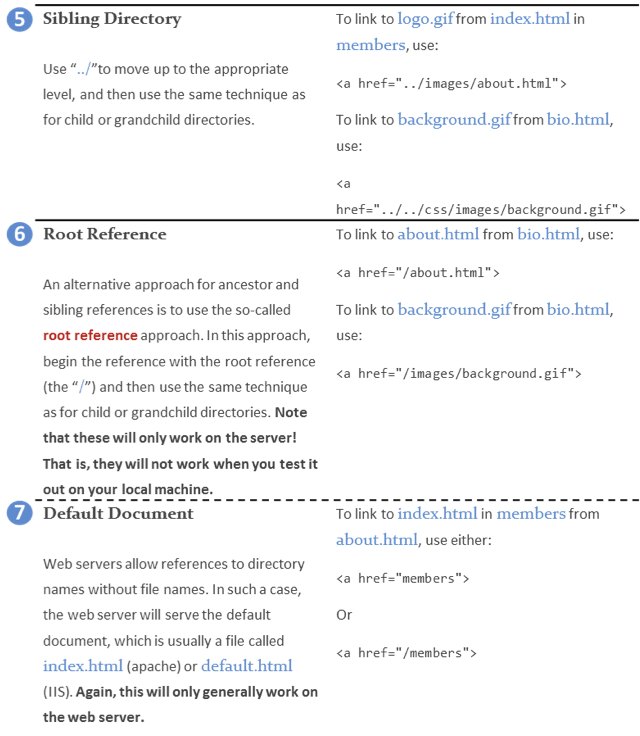 5 Sibling Directory
Use “../”to move up to the appropriate
level, and then use the same technique as
for child or grandchild directories.
To link to logo.gif from index.html in
members, use:
<a href="../images/about.html">
To link to background.gif from bio.html,
use:
<a
href="../../css/images/background.gif">
6 Root Reference
An alternative approach for ancestor and
sibling references is to use the so-called
root reference approach. In this approach,
begin the reference with the root reference
(the “/”) and then use the same technique
as for child or grandchild directories. Note
that these will only work on the server!
That is, they will not work when you test it
out on your local machine.
To link to about.html from bio.html, use:
<a href="/about.html">
To link to background.gif from bio.html,
use:
<a href="/images/background.gif">
7 Default Document
Web servers allow references to directory
names without file names. In such a case,
the web server will serve the default
document, which is usually a file called
index.html (apache) or default.html
(IIS). Again, this will only generally work on
the web server.
To link to index.html in members from
about.html, use either:
<a href="members">
Or
<a href="/members">